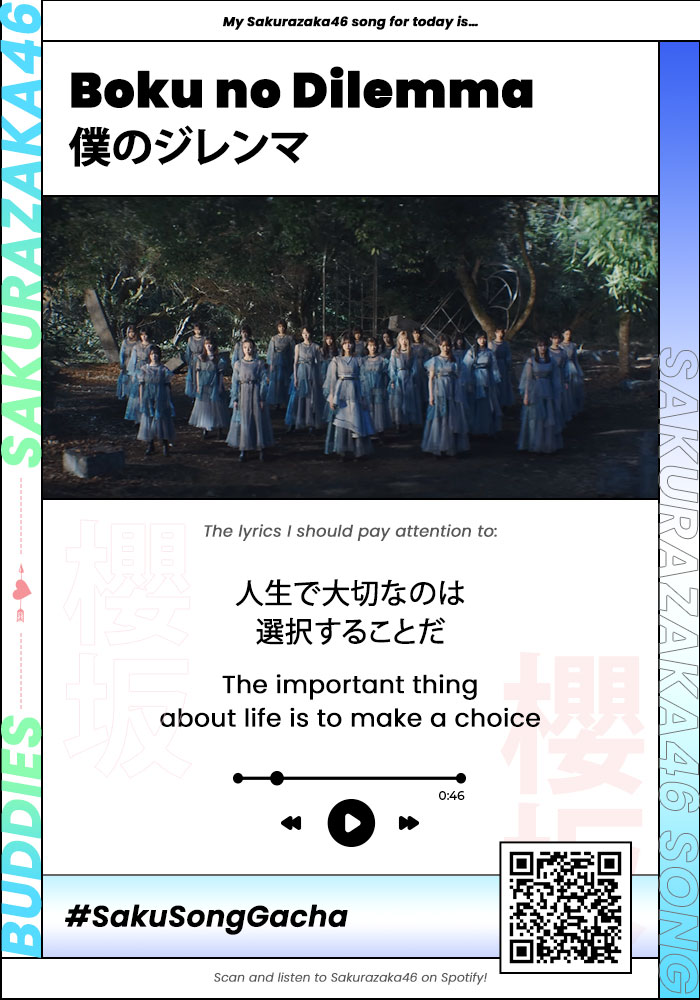 My Sakurazaka46 song for today is...
Boku no Dilemma
僕のジレンマ
The lyrics I should pay attention to:
人生で大切なのは
選択することだ
The important thing
about life is to make a choice
0:46
#SakuSongGacha
Scan and listen to Sakurazaka46 on Spotify!
SAKURAZAKA46
BUDDIES
SAKURAZAKA46 SONG
櫻坂
櫻坂